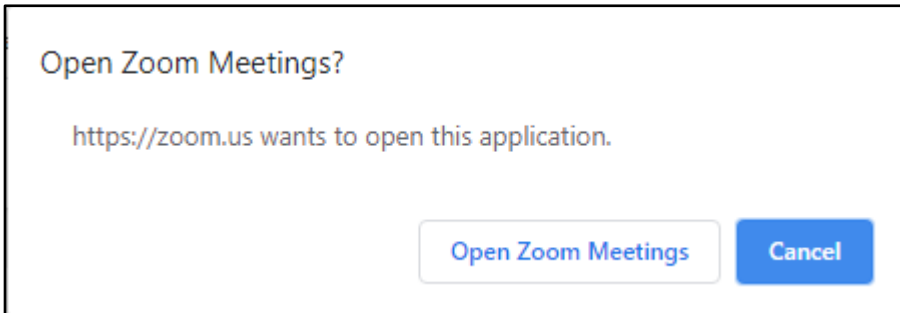 Open Zoom Meetings?
https://zoom.us wants to open this application.
Open Zoom Meetings
Cancel